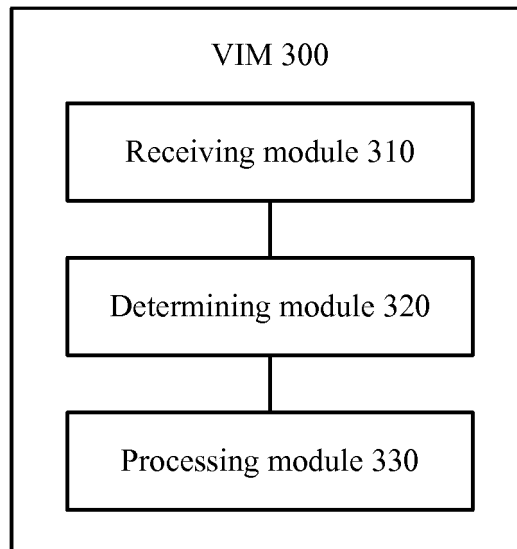 VIM 300
Receiving module 310
Determining module 320
Processing module 330